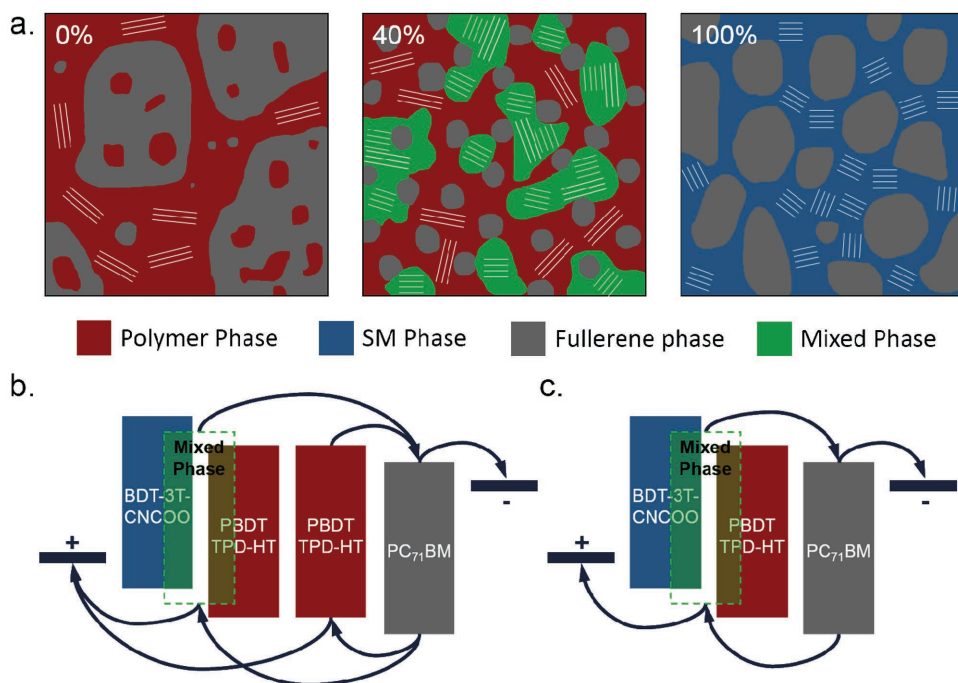 a.
0%
40%
100%
Polymer Phase
SM Phase
Fullerene phase
Mixed Phase
b.
Mixed
Phase
BDT-3T-
CNCOO
PBDT
TPD-HT
PBDT
TPD-HT
PC₇₁BM
+
-
c.
Mixed
Phase
BDT-3T-
CNCOO
PBDT
TPD-HT
PC₇₁BM
+
-